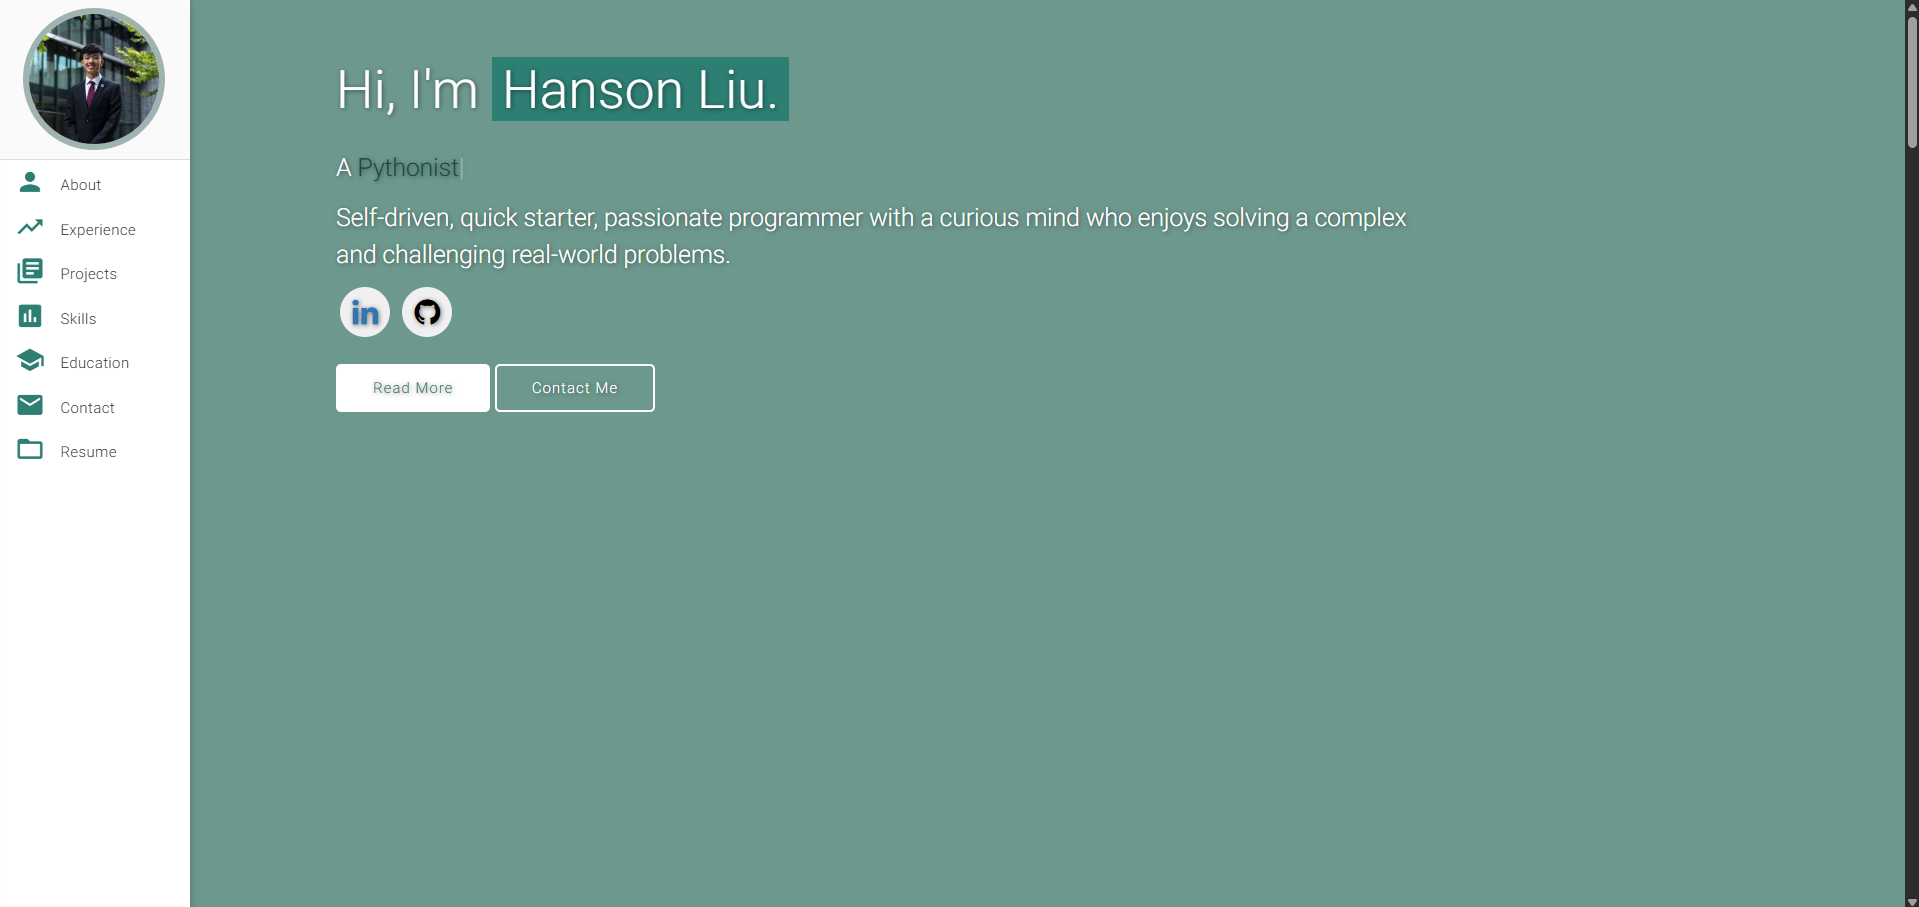 About
Experience
Projects
Skills
Education
Contact
Resume
Hi, I'm Hanson Liu.
A Pythonist|
Self-driven, quick starter, passionate programmer with a curious mind who enjoys solving a complex
and challenging real-world problems.
in
Read More Contact Me